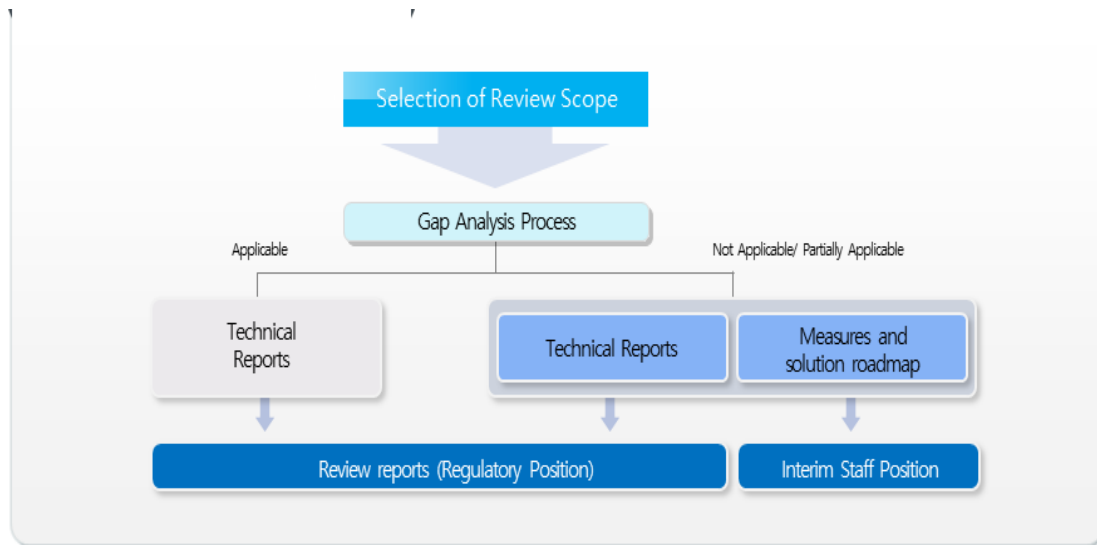 Selection of Review Scope
Gap Analysis Process
Applicable
Not Applicable/ Partially Applicable
Technical
Reports
Technical Reports
Measures and
solution roadmap
Review reports (Regulatory Position)
Interim Staff Position